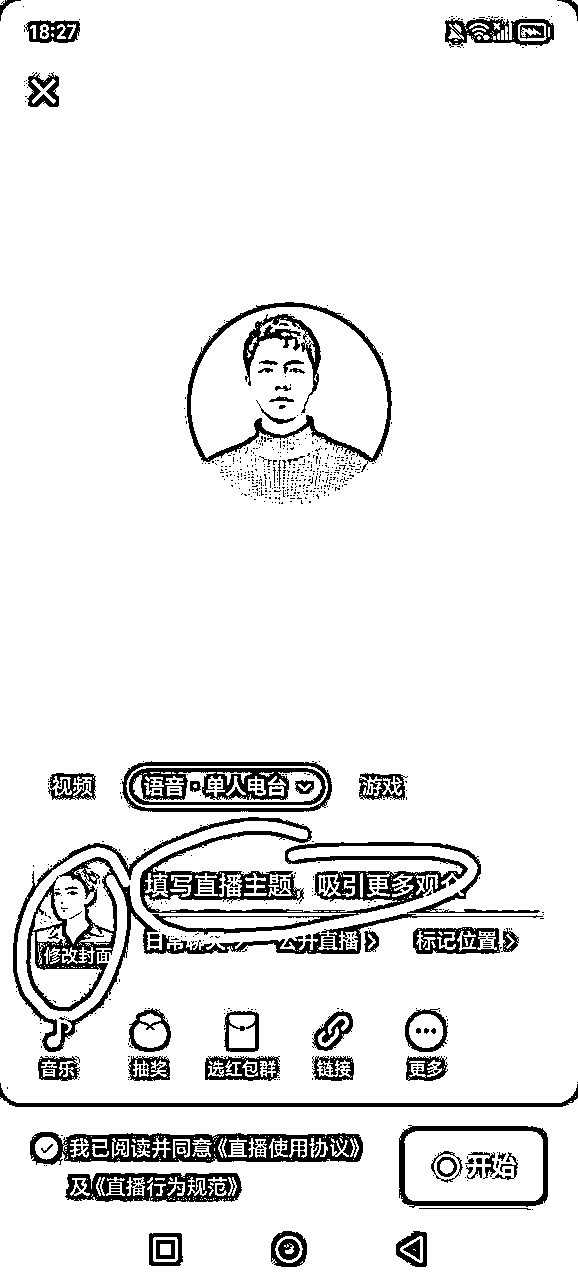 18:27
视频 语音·单人电台 游戏
填写直播主题，吸引更多观众
修改封面
日常聊天 公开直播 标记位置
音乐 抽奖 选红包群 链接 更多
我已阅读并同意《直播使用协议》
及《直播行为规范》
开始